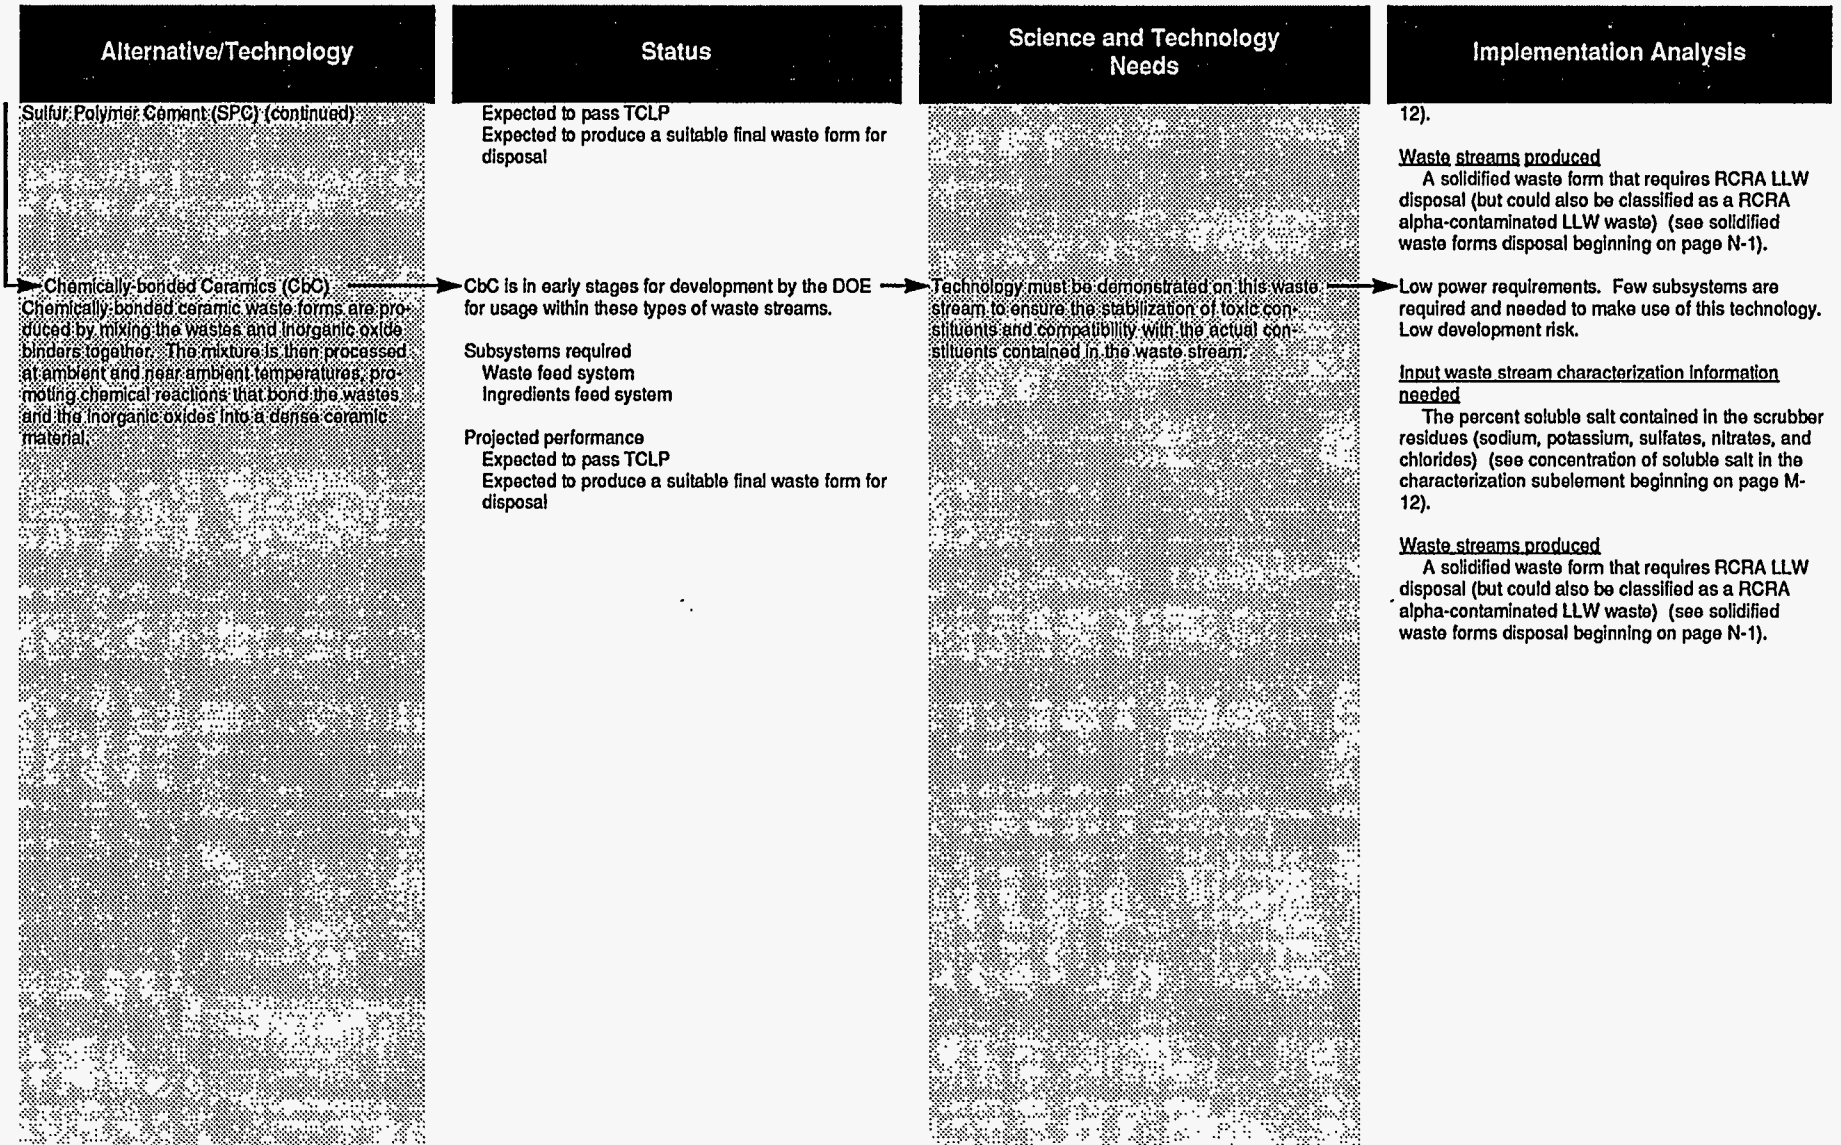 Alternative/Technology
Status
Science and Technology
Needs
Implementation Analysis
Sulfur Polymer Cement (SPC) (continued)
Expected to pass TCLP
Expected to produce a suitable final waste form for
disposal
12).
Waste streams produced
A solidified waste form that requires RCRA LLW
disposal (but could also be classified as a RCRA
alpha-contaminated LLW waste) (see solidified
waste forms disposal beginning on page N-1).
Chemically-bonded Ceramics (CbC)
Chemically-bonded ceramic waste forms are pro-
duced by mixing the wastes and inorganic oxide
binders together. The mixture is then processed
at ambient and near ambient temperatures, pro-
moting chemical reactions that bond the wastes
and the inorganic oxides into a dense ceramic
material.
CbC is in early stages for development by the DOE
for usage within these types of waste streams.
Subsystems required
Waste feed system
Ingredients feed system
Projected performance
Expected to pass TCLP
Expected to produce a suitable final waste form for
disposal
Technology must be demonstrated on this waste
stream to ensure the stabilization of toxic con-
stituents and compatibility with the actual con-
stituents contained in the waste stream.
Low power requirements. Few subsystems are
required and needed to make use of this technology.
Low development risk.
Input waste stream characterization information
needed
The percent soluble salt contained in the scrubber
residues (sodium, potassium, sulfates, nitrates, and
chlorides) (see concentration of soluble salt in the
characterization subelement beginning on page M-
12).
Waste streams produced
A solidified waste form that requires RCRA LLW
disposal (but could also be classified as a RCRA
alpha-contaminated LLW waste) (see solidified
waste forms disposal beginning on page N-1).